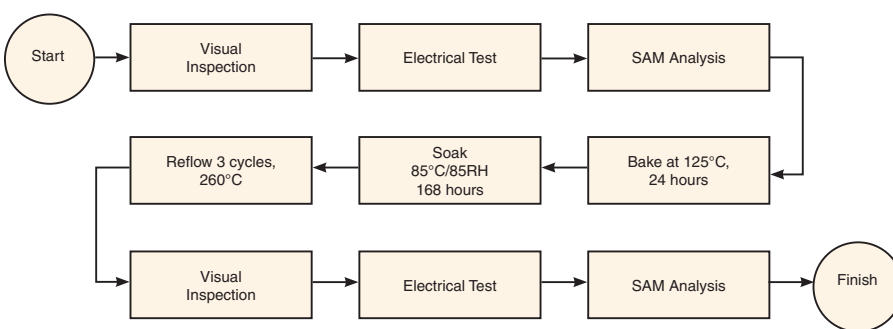 Start
Visual
Inspection
Electrical Test
SAM Analysis
Bake at 125°C,
24 hours
Soak
85°C/85RH
168 hours
Reflow 3 cycles,
260°C
Visual
Inspection
Electrical Test
SAM Analysis
Finish